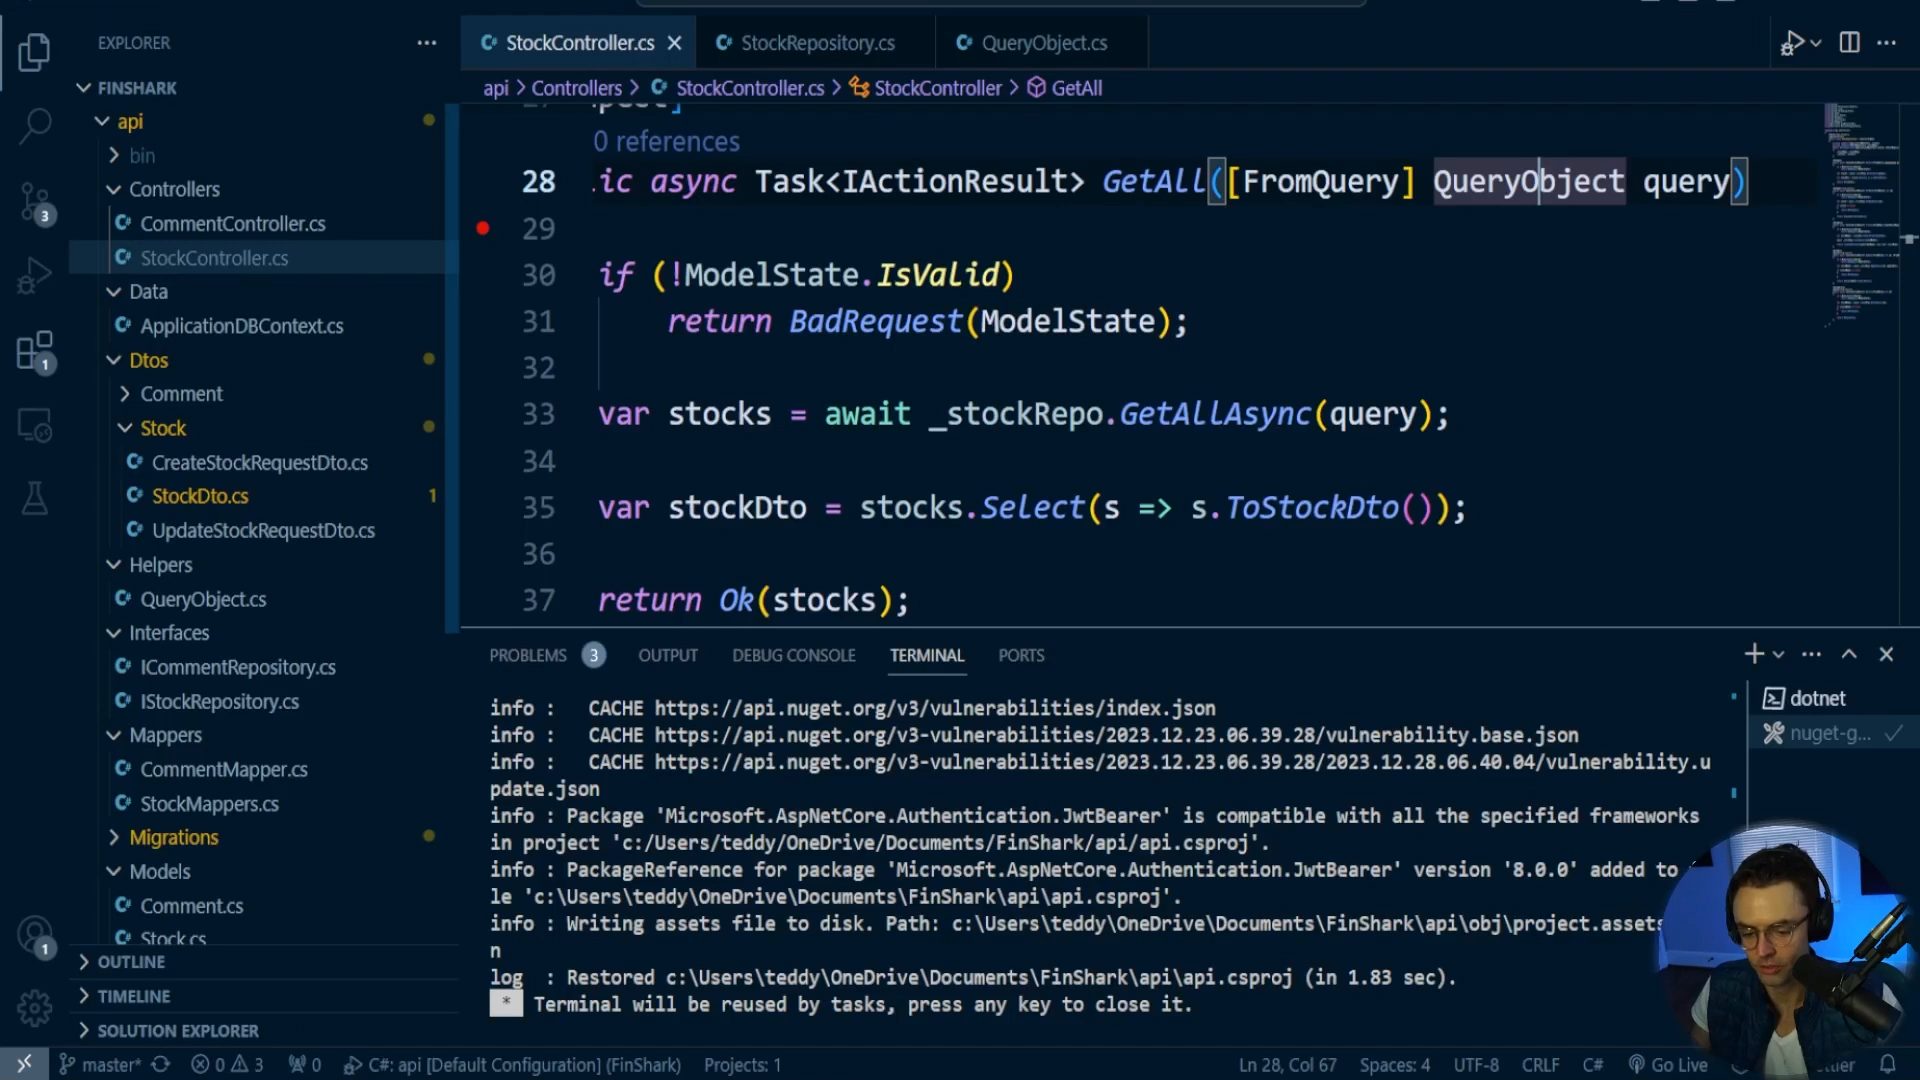 EXPLORER
StockController.cs
StockRepository.cs
QueryObject.cs
FINSHARK
api
bin
Controllers
CommentController.cs
StockController.cs
Data
ApplicationDBContext.cs
Dtos
Comment
Stock
CreateStockRequestDto.cs
StockDto.cs 1
UpdateStockRequestDto.cs
Helpers
QueryObject.cs
Interfaces
ICommentRepository.cs
IStockRepository.cs
Mappers
CommentMapper.cs
StockMappers.cs
Migrations
Models
Comment.cs
Stock.cs
OUTLINE
TIMELINE
SOLUTION EXPLORER
3
1
1
api > Controllers > StockController.cs > StockController > GetAll
0 references
28 ic async Task<IActionResult> GetAll([FromQuery] QueryObject query)
29
30 if (!ModelState.IsValid)
31 return BadRequest(ModelState);
32
33 var stocks = await _stockRepo.GetAllAsync(query);
34
35 var stockDto = stocks.Select(s => s.ToStockDto());
36
37 return Ok(stocks);
PROBLEMS 3 OUTPUT DEBUG CONSOLE TERMINAL PORTS
info :   CACHE https://api.nuget.org/v3/vulnerabilities/index.json
info :   CACHE https://api.nuget.org/v3-vulnerabilities/2023.12.23.06.39.28/vulnerability.base.json
info :   CACHE https://api.nuget.org/v3-vulnerabilities/2023.12.23.06.39.28/2023.12.28.06.40.04/vulnerability.u
pdate.json
info : Package 'Microsoft.AspNetCore.Authentication.JwtBearer' is compatible with all the specified frameworks
in project 'c:/Users/teddy/OneDrive/Documents/FinShark/api/api.csproj'.
info : PackageReference for package 'Microsoft.AspNetCore.Authentication.JwtBearer' version '8.0.0' added to
le 'c:\Users\teddy\OneDrive\Documents\FinShark\api\api.csproj'.
info : Writing assets file to disk. Path: c:\Users\teddy\OneDrive\Documents\FinShark\api\obj\project.assets
n
log  : Restored c:\Users\teddy\OneDrive\Documents\FinShark\api\api.csproj (in 1.83 sec).
* Terminal will be reused by tasks, press any key to close it.
dotnet
nuget-g...
master* 0 3 0 C#: api [Default Configuration] (FinShark) Projects: 1 Ln 28, Col 67 Spaces: 4 UTF-8 CRLF C# Go Live